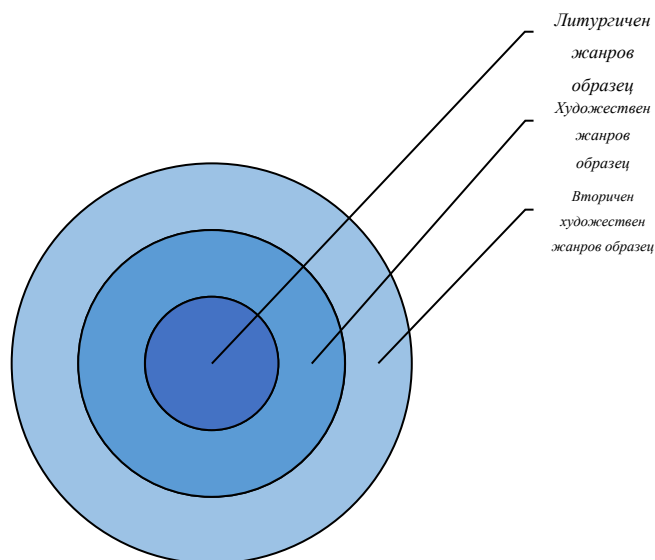 Литургичен
жанров
образец
Художествен
жанров
образец
Вторичен
художествен
жанров образец